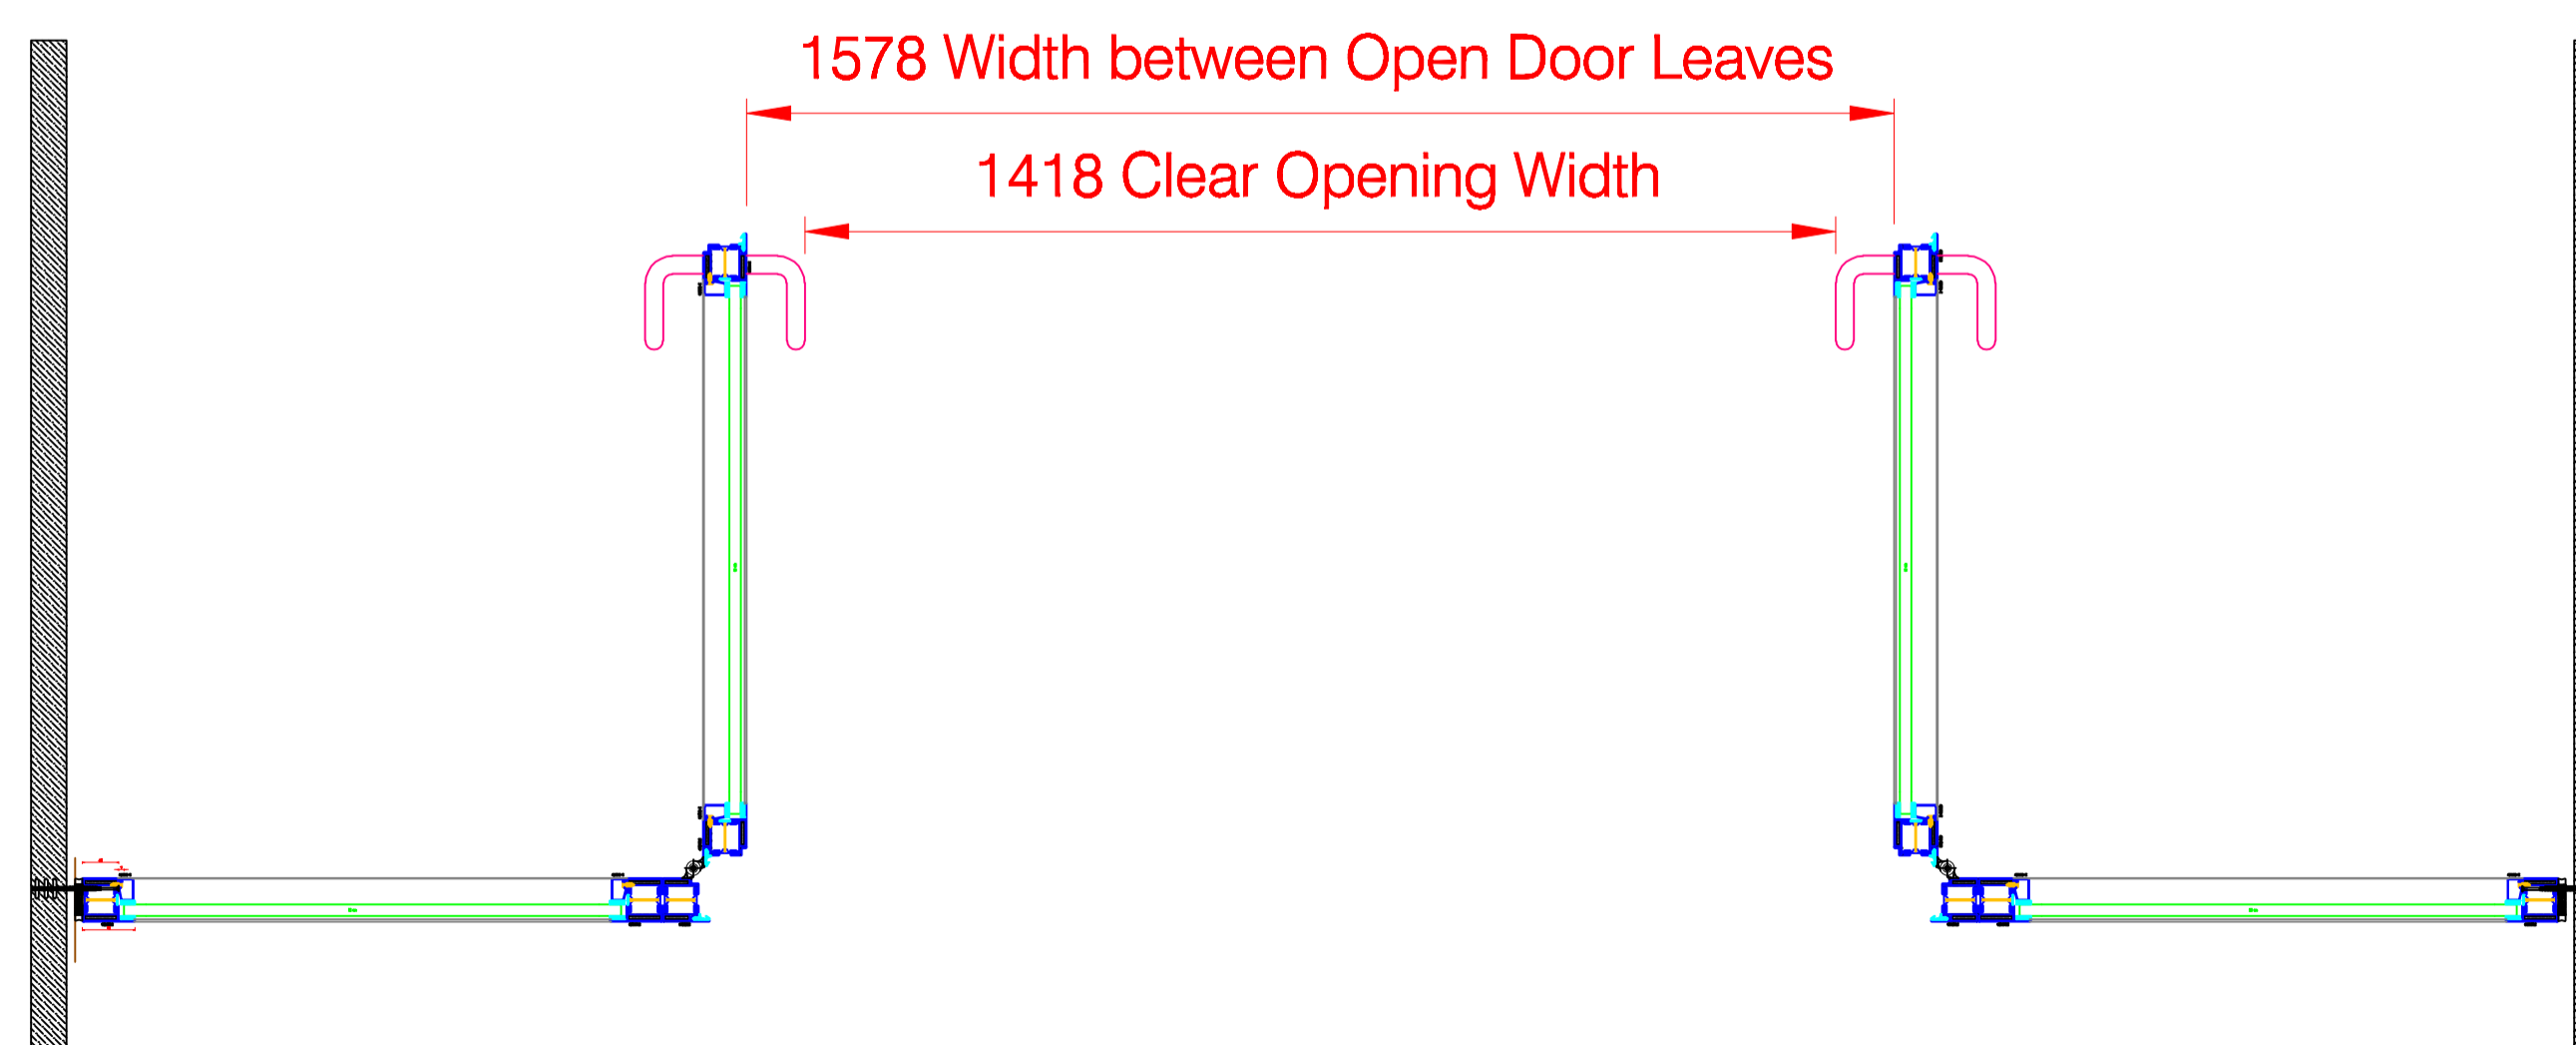 1578 Width between Open Door Leaves
1418 Clear Opening Width